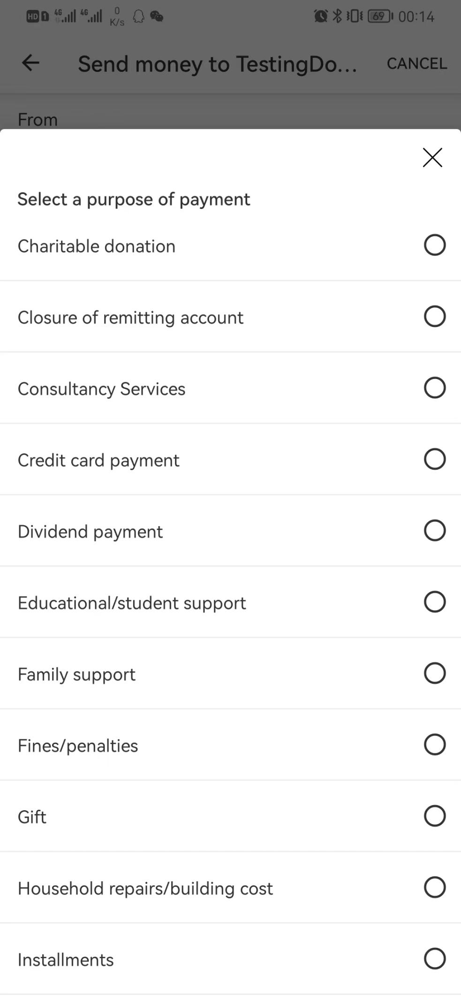 HD 1 4G 4G 0 K/s 69 00:14
Send money to TestingDo... CANCEL
From
Select a purpose of payment
Charitable donation
Closure of remitting account
Consultancy Services
Credit card payment
Dividend payment
Educational/student support
Family support
Fines/penalties
Gift
Household repairs/building cost
Installments